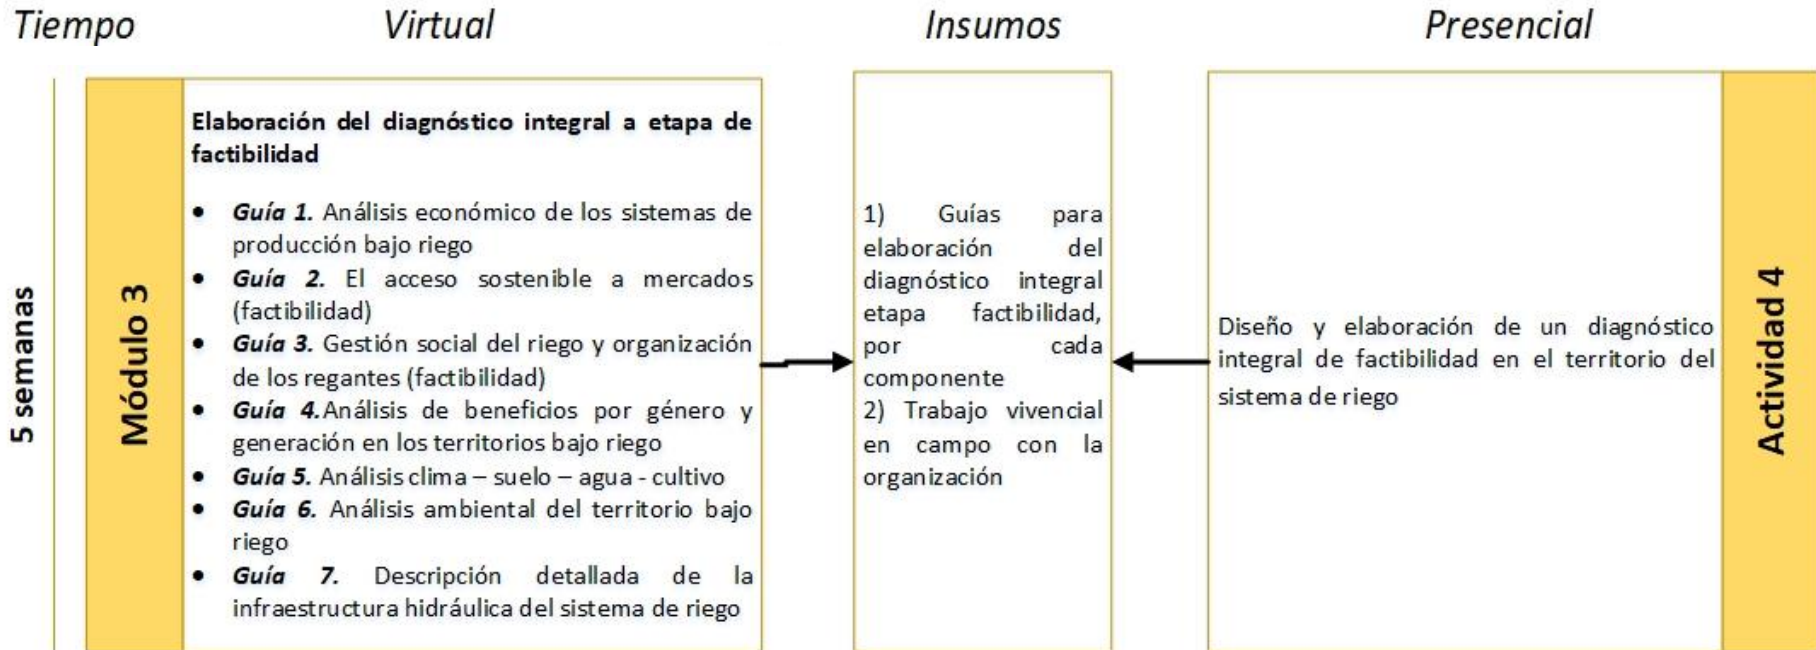 Tiempo
Virtual
Insumos
Presencial
5 semanas
Módulo 3
Elaboración del diagnóstico integral a etapa de
factibilidad
• Guía 1. Análisis económico de los sistemas de
producción bajo riego
• Guía 2. El acceso sostenible a mercados
(factibilidad)
• Guía 3. Gestión social del riego y organización
de los regantes (factibilidad)
• Guía 4.Análisis de beneficios por género y
generación en los territorios bajo riego
• Guía 5. Análisis clima – suelo – agua - cultivo
• Guía 6. Análisis ambiental del territorio bajo
riego
• Guía 7. Descripción detallada de la
infraestructura hidráulica del sistema de riego
1) Guías para
elaboración del
diagnóstico integral
etapa factibilidad,
por cada
componente
2) Trabajo vivencial
en campo con la
organización
Diseño y elaboración de un diagnóstico
integral de factibilidad en el territorio del
sistema de riego
Actividad 4